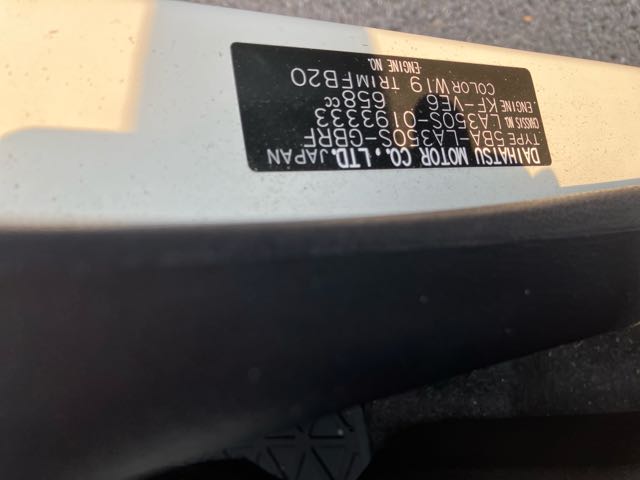 DAIHATSU MOTOR CO., LTD. JAPAN
TYPE 5BA-LA350S-GBRF
CHASSIS NO. LA350S-0193333
ENGINE KF-VE6 658cc
COLOR W19 TRIM FB20
ENGINE NO.